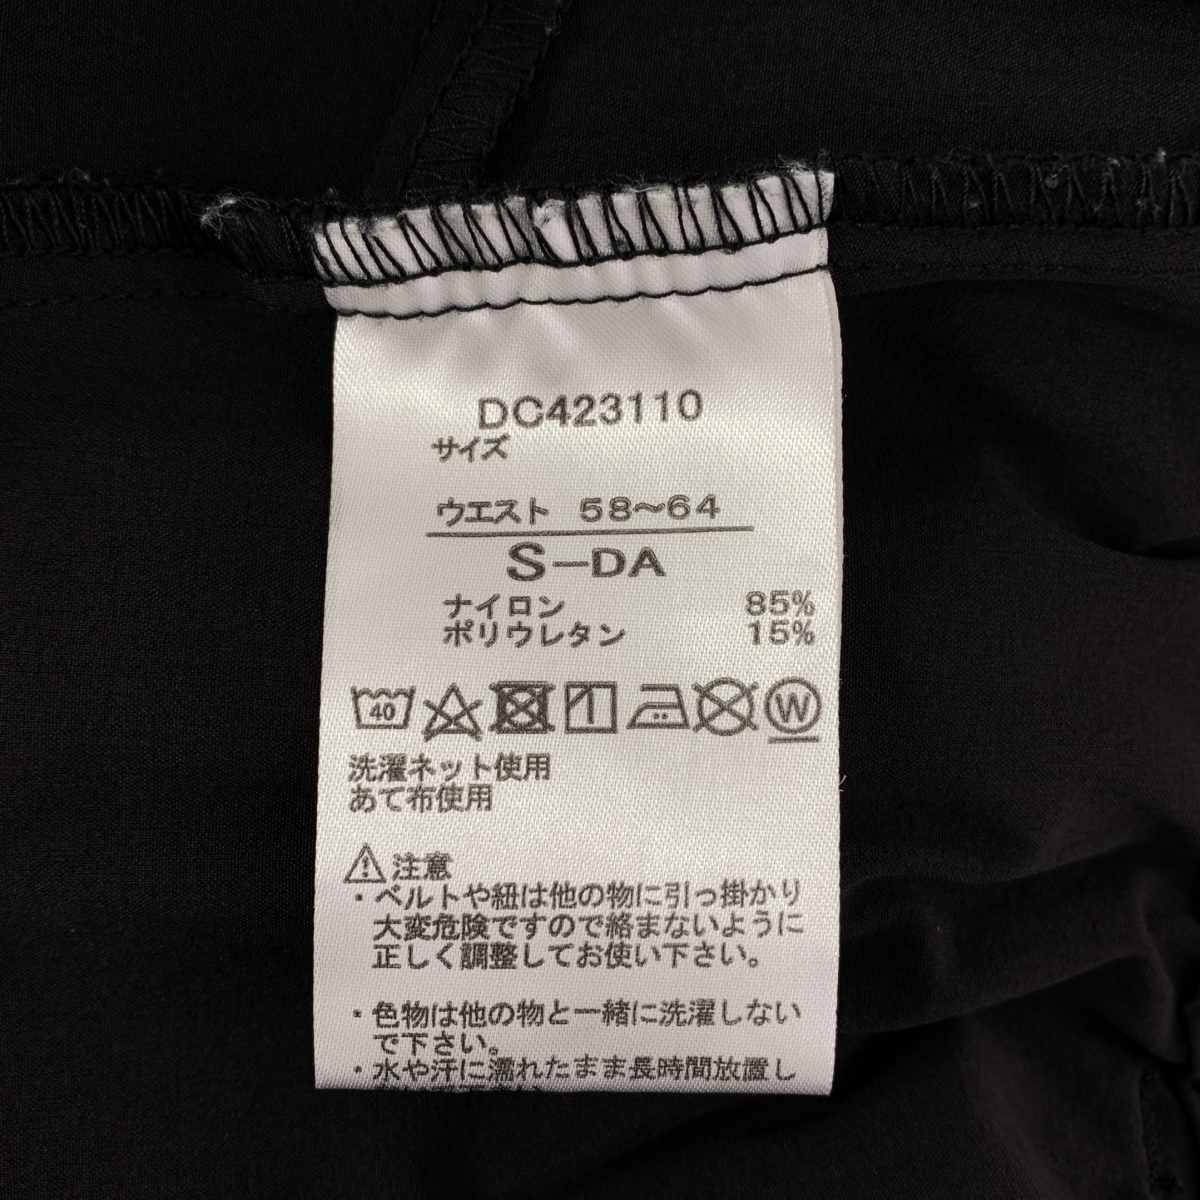 DC423110
サイズ
ウエスト 58～64
S-DA
ナイロン 85%
ポリウレタン 15%
40 W
洗濯ネット使用
あて布使用
注意
・ベルトや紐は他の物に引っ掛かり
大変危険ですので絡まないように
正しく調整してお使い下さい。
・色物は他の物と一緒に洗濯しない
で下さい。
・水や汗に濡れたまま長時間放置し